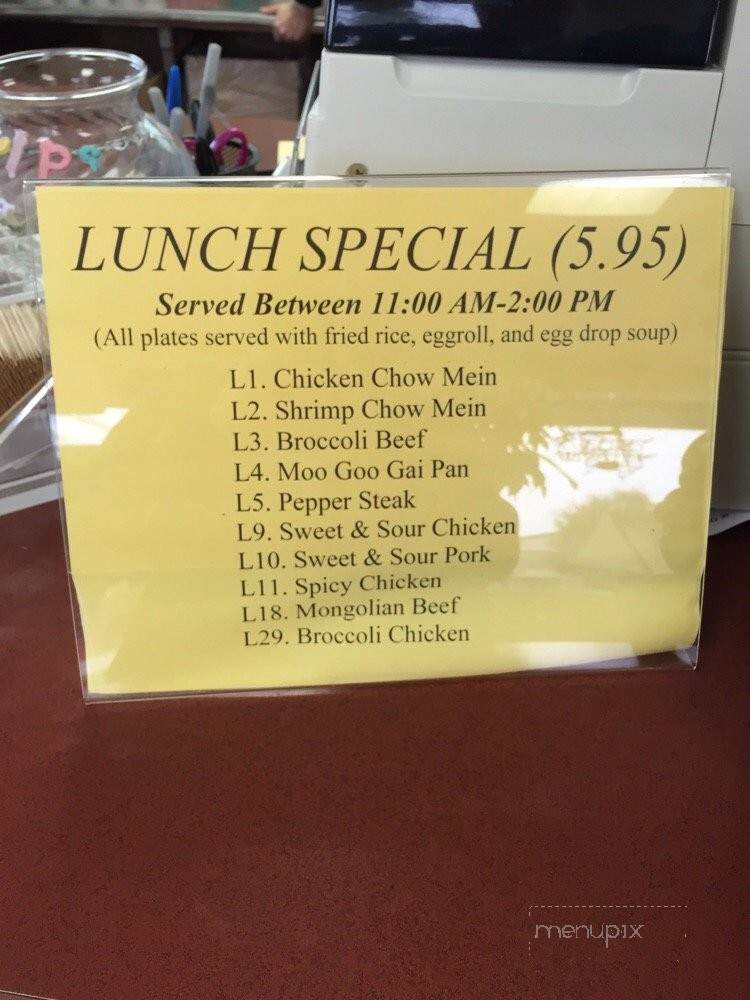 LUNCH SPECIAL (5.95)
Served Between 11:00 AM-2:00 PM
(All plates served with fried rice, eggroll, and egg drop soup)
L1. Chicken Chow Mein
L2. Shrimp Chow Mein
L3. Broccoli Beef
L4. Moo Goo Gai Pan
L5. Pepper Steak
L9. Sweet & Sour Chicken
L10. Sweet & Sour Pork
L11. Spicy Chicken
L18. Mongolian Beef
L29. Broccoli Chicken
menupix